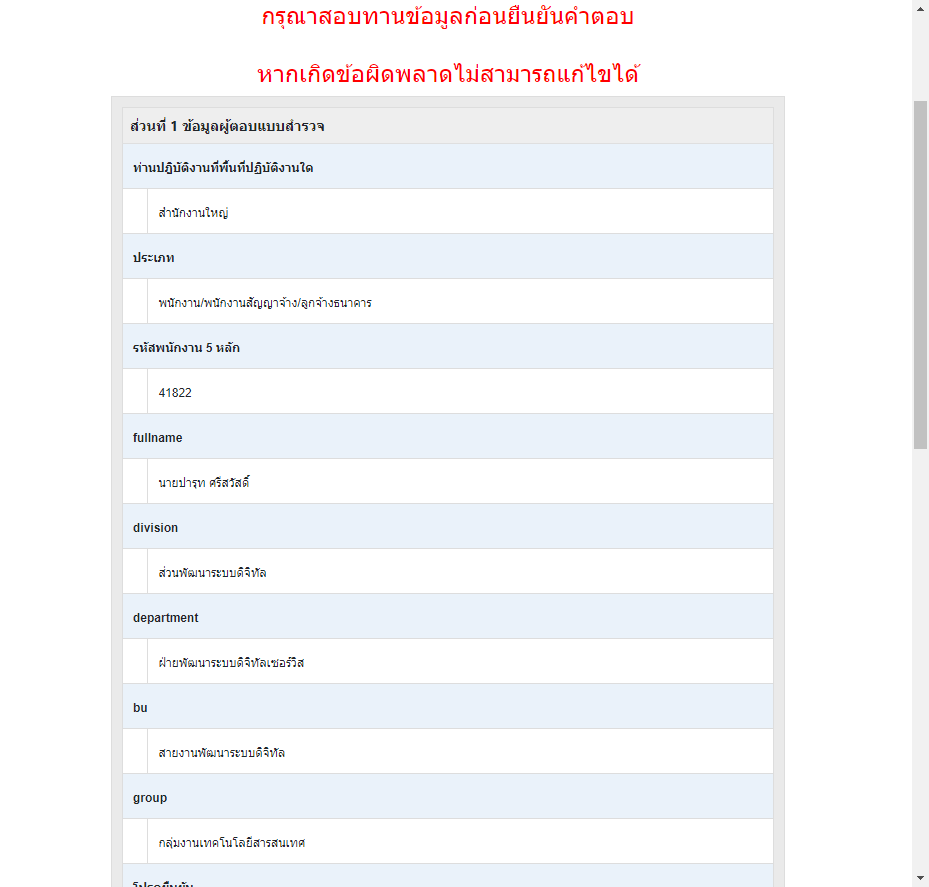 กรุณาสอบทานข้อมูลก่อนยืนยันคำตอบ
หากเกิดข้อผิดพลาดไม่สามารถแก้ไขได้
ส่วนที่ 1 ข้อมูลผู้ตอบแบบสำรวจ
ท่านปฏิบัติงานที่พื้นที่ปฏิบัติงานใด
สำนักงานใหญ่
ประเภท
พนักงาน/พนักงานสัญญาจ้าง/ลูกจ้างธนาคาร
รหัสพนักงาน 5 หลัก
41822
fullname
นายปารุท ศรีสวัสดิ์
division
ส่วนพัฒนาระบบดิจิทัล
department
ฝ่ายพัฒนาระบบดิจิทัลเซอร์วิส
bu
สายงานพัฒนาระบบดิจิทัล
group
กลุ่มงานเทคโนโลยีสารสนเทศ
โปรดยืนยัน